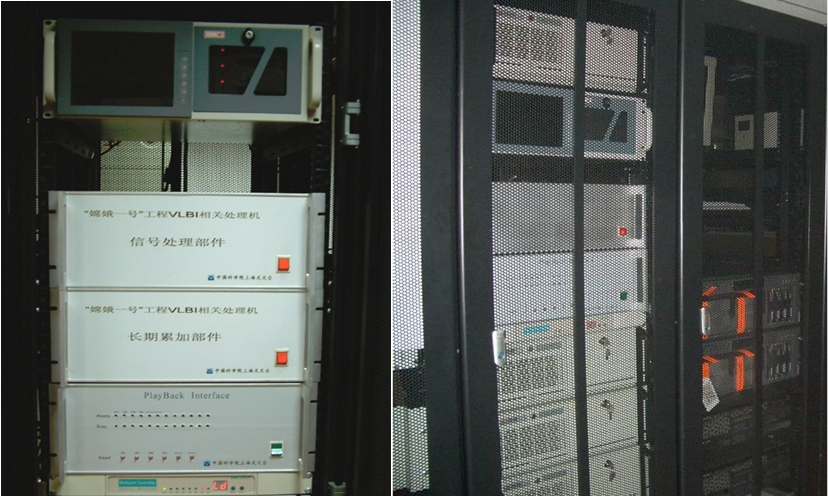 "嫦娥一号"工程VLBI相关处理机
信号处理部件
中国科学院上海天文台
"嫦娥一号"工程VLBI相关处理机
长期累加部件
中国科学院上海天文台
PlayBack Interface
中国科学院上海天文台